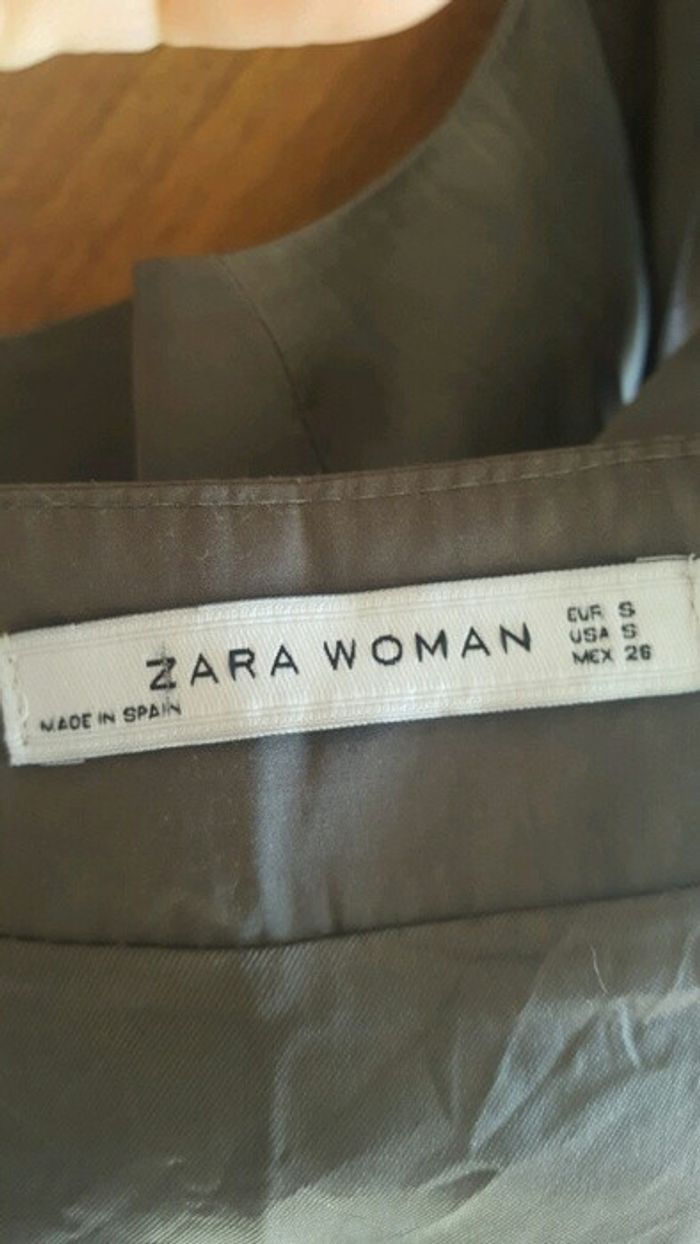 ZARA WOMAN
MADE IN SPAIN
EUR S
USA S
MEX 26